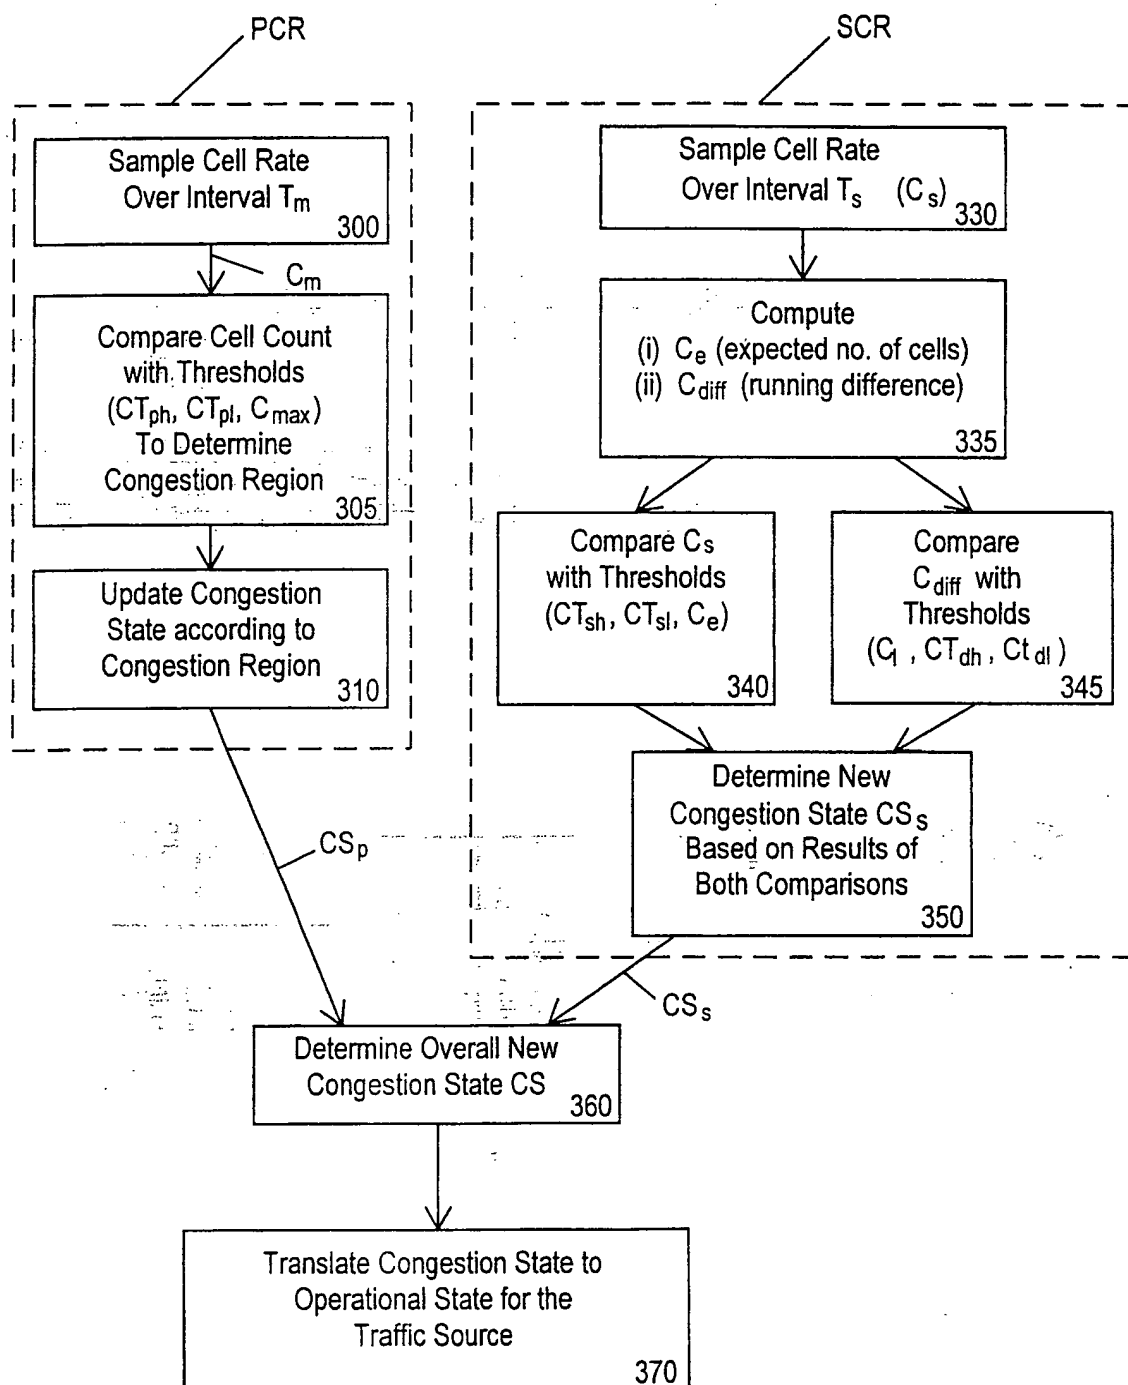 PCR
SCR
Sample Cell Rate
Over Interval Tm
300
Cm
Compare Cell Count
with Thresholds
(CTph, CTpl, Cmax)
To Determine
Congestion Region
305
Update Congestion
State according to
Congestion Region
310
CSp
Sample Cell Rate
Over Interval Ts (Cs)
330
Compute
(i) Ce (expected no. of cells)
(ii) Cdiff (running difference)
335
Compare Cs
with Thresholds
(CTsh, CTsl, Ce)
340
Compare
Cdiff with
Thresholds
(Cl , CTdh, Ctdl)
345
Determine New
Congestion State CSs
Based on Results of
Both Comparisons
350
CSs
Determine Overall New
Congestion State CS
360
Translate Congestion State to
Operational State for the
Traffic Source
370